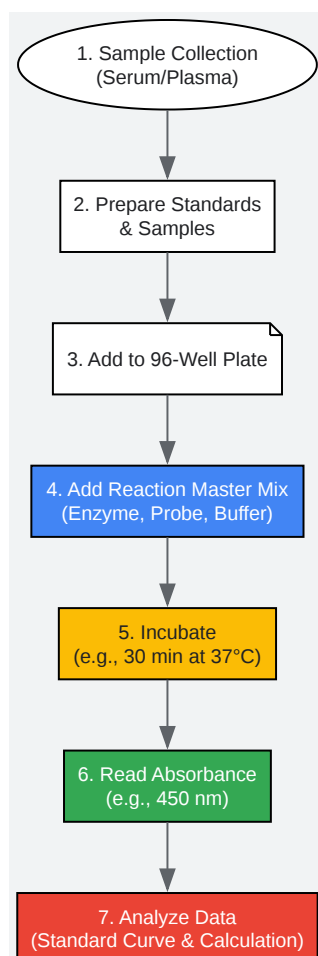 1. Sample Collection
(Serum/Plasma)
2. Prepare Standards
& Samples
3. Add to 96-Well Plate
4. Add Reaction Master Mix
(Enzyme, Probe, Buffer)
5. Incubate
(e.g., 30 min at 37°C)
6. Read Absorbance
(e.g., 450 nm)
7. Analyze Data
(Standard Curve & Calculation)